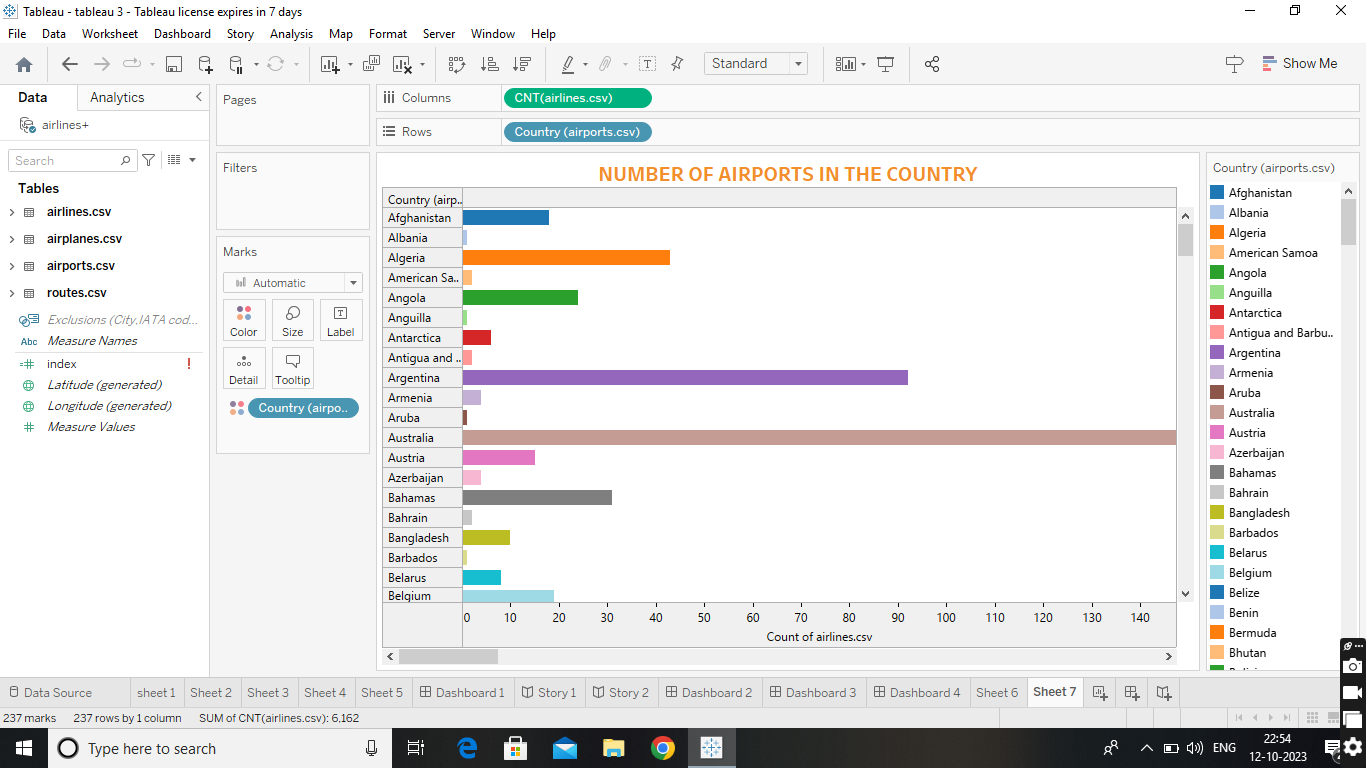 Tableau - tableau 3 - Tableau license expires in 7 days
File Data Worksheet Dashboard Story Analysis Map Format Server Window Help
Standard
Show Me
Data Analytics
airlines+
Search
Tables
airlines.csv
airplanes.csv
airports.csv
routes.csv
Exclusions (City,IATA cod...
Abc Measure Names
index
Latitude (generated)
Longitude (generated)
Measure Values
Pages
Filters
Marks
Automatic
Color Size Label
Detail Tooltip
Country (airpo..
Columns CNT(airlines.csv)
Rows Country (airports.csv)
NUMBER OF AIRPORTS IN THE COUNTRY
Country (airp..
Afghanistan
Albania
Algeria
American Sa..
Angola
Anguilla
Antarctica
Antigua and ..
Argentina
Armenia
Aruba
Australia
Austria
Azerbaijan
Bahamas
Bahrain
Bangladesh
Barbados
Belarus
Belgium
0 10 20 30 40 50 60 70 80 90 100 110 120 130 140
Count of airlines.csv
Country (airports.csv)
Afghanistan
Albania
Algeria
American Samoa
Angola
Anguilla
Antarctica
Antigua and Barbu..
Argentina
Armenia
Aruba
Australia
Austria
Azerbaijan
Bahamas
Bahrain
Bangladesh
Barbados
Belarus
Belgium
Belize
Benin
Bermuda
Bhutan
Data Source sheet 1 Sheet 2 Sheet 3 Sheet 4 Sheet 5 Dashboard 1 Story 1 Story 2 Dashboard 2 Dashboard 3 Dashboard 4 Sheet 6 Sheet 7
237 marks 237 rows by 1 column SUM of CNT(airlines.csv): 6,162
Type here to search
ENG
22:54
12-10-2023